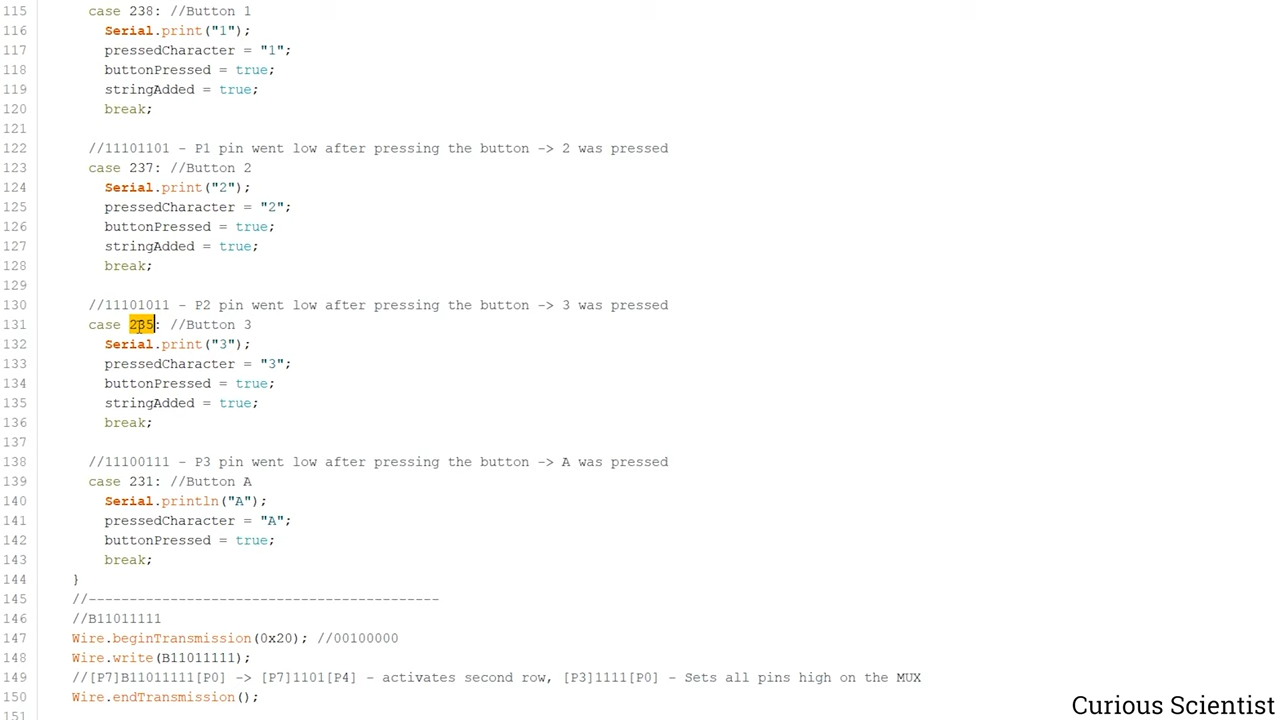 115 case 238: //Button 1
116 Serial.print("1");
117 pressedCharacter = "1";
118 buttonPressed = true;
119 stringAdded = true;
120 break;
121
122 //11101101 - P1 pin went low after pressing the button -> 2 was pressed
123 case 237: //Button 2
124 Serial.print("2");
125 pressedCharacter = "2";
126 buttonPressed = true;
127 stringAdded = true;
128 break;
129
130 //11101011 - P2 pin went low after pressing the button -> 3 was pressed
131 case 235: //Button 3
132 Serial.print("3");
133 pressedCharacter = "3";
134 buttonPressed = true;
135 stringAdded = true;
136 break;
137
138 //11100111 - P3 pin went low after pressing the button -> A was pressed
139 case 231: //Button A
140 Serial.println("A");
141 pressedCharacter = "A";
142 buttonPressed = true;
143 break;
144 }
145 //-------------------------------------------
146 //B11011111
147 Wire.beginTransmission(0x20); //00100000
148 Wire.write(B11011111);
149 //[P7]B11011111[P0] -> [P7]1101[P4] - activates second row, [P3]1111[P0] - Sets all pins high on the MUX
150 Wire.endTransmission();
151
Curious Scientist